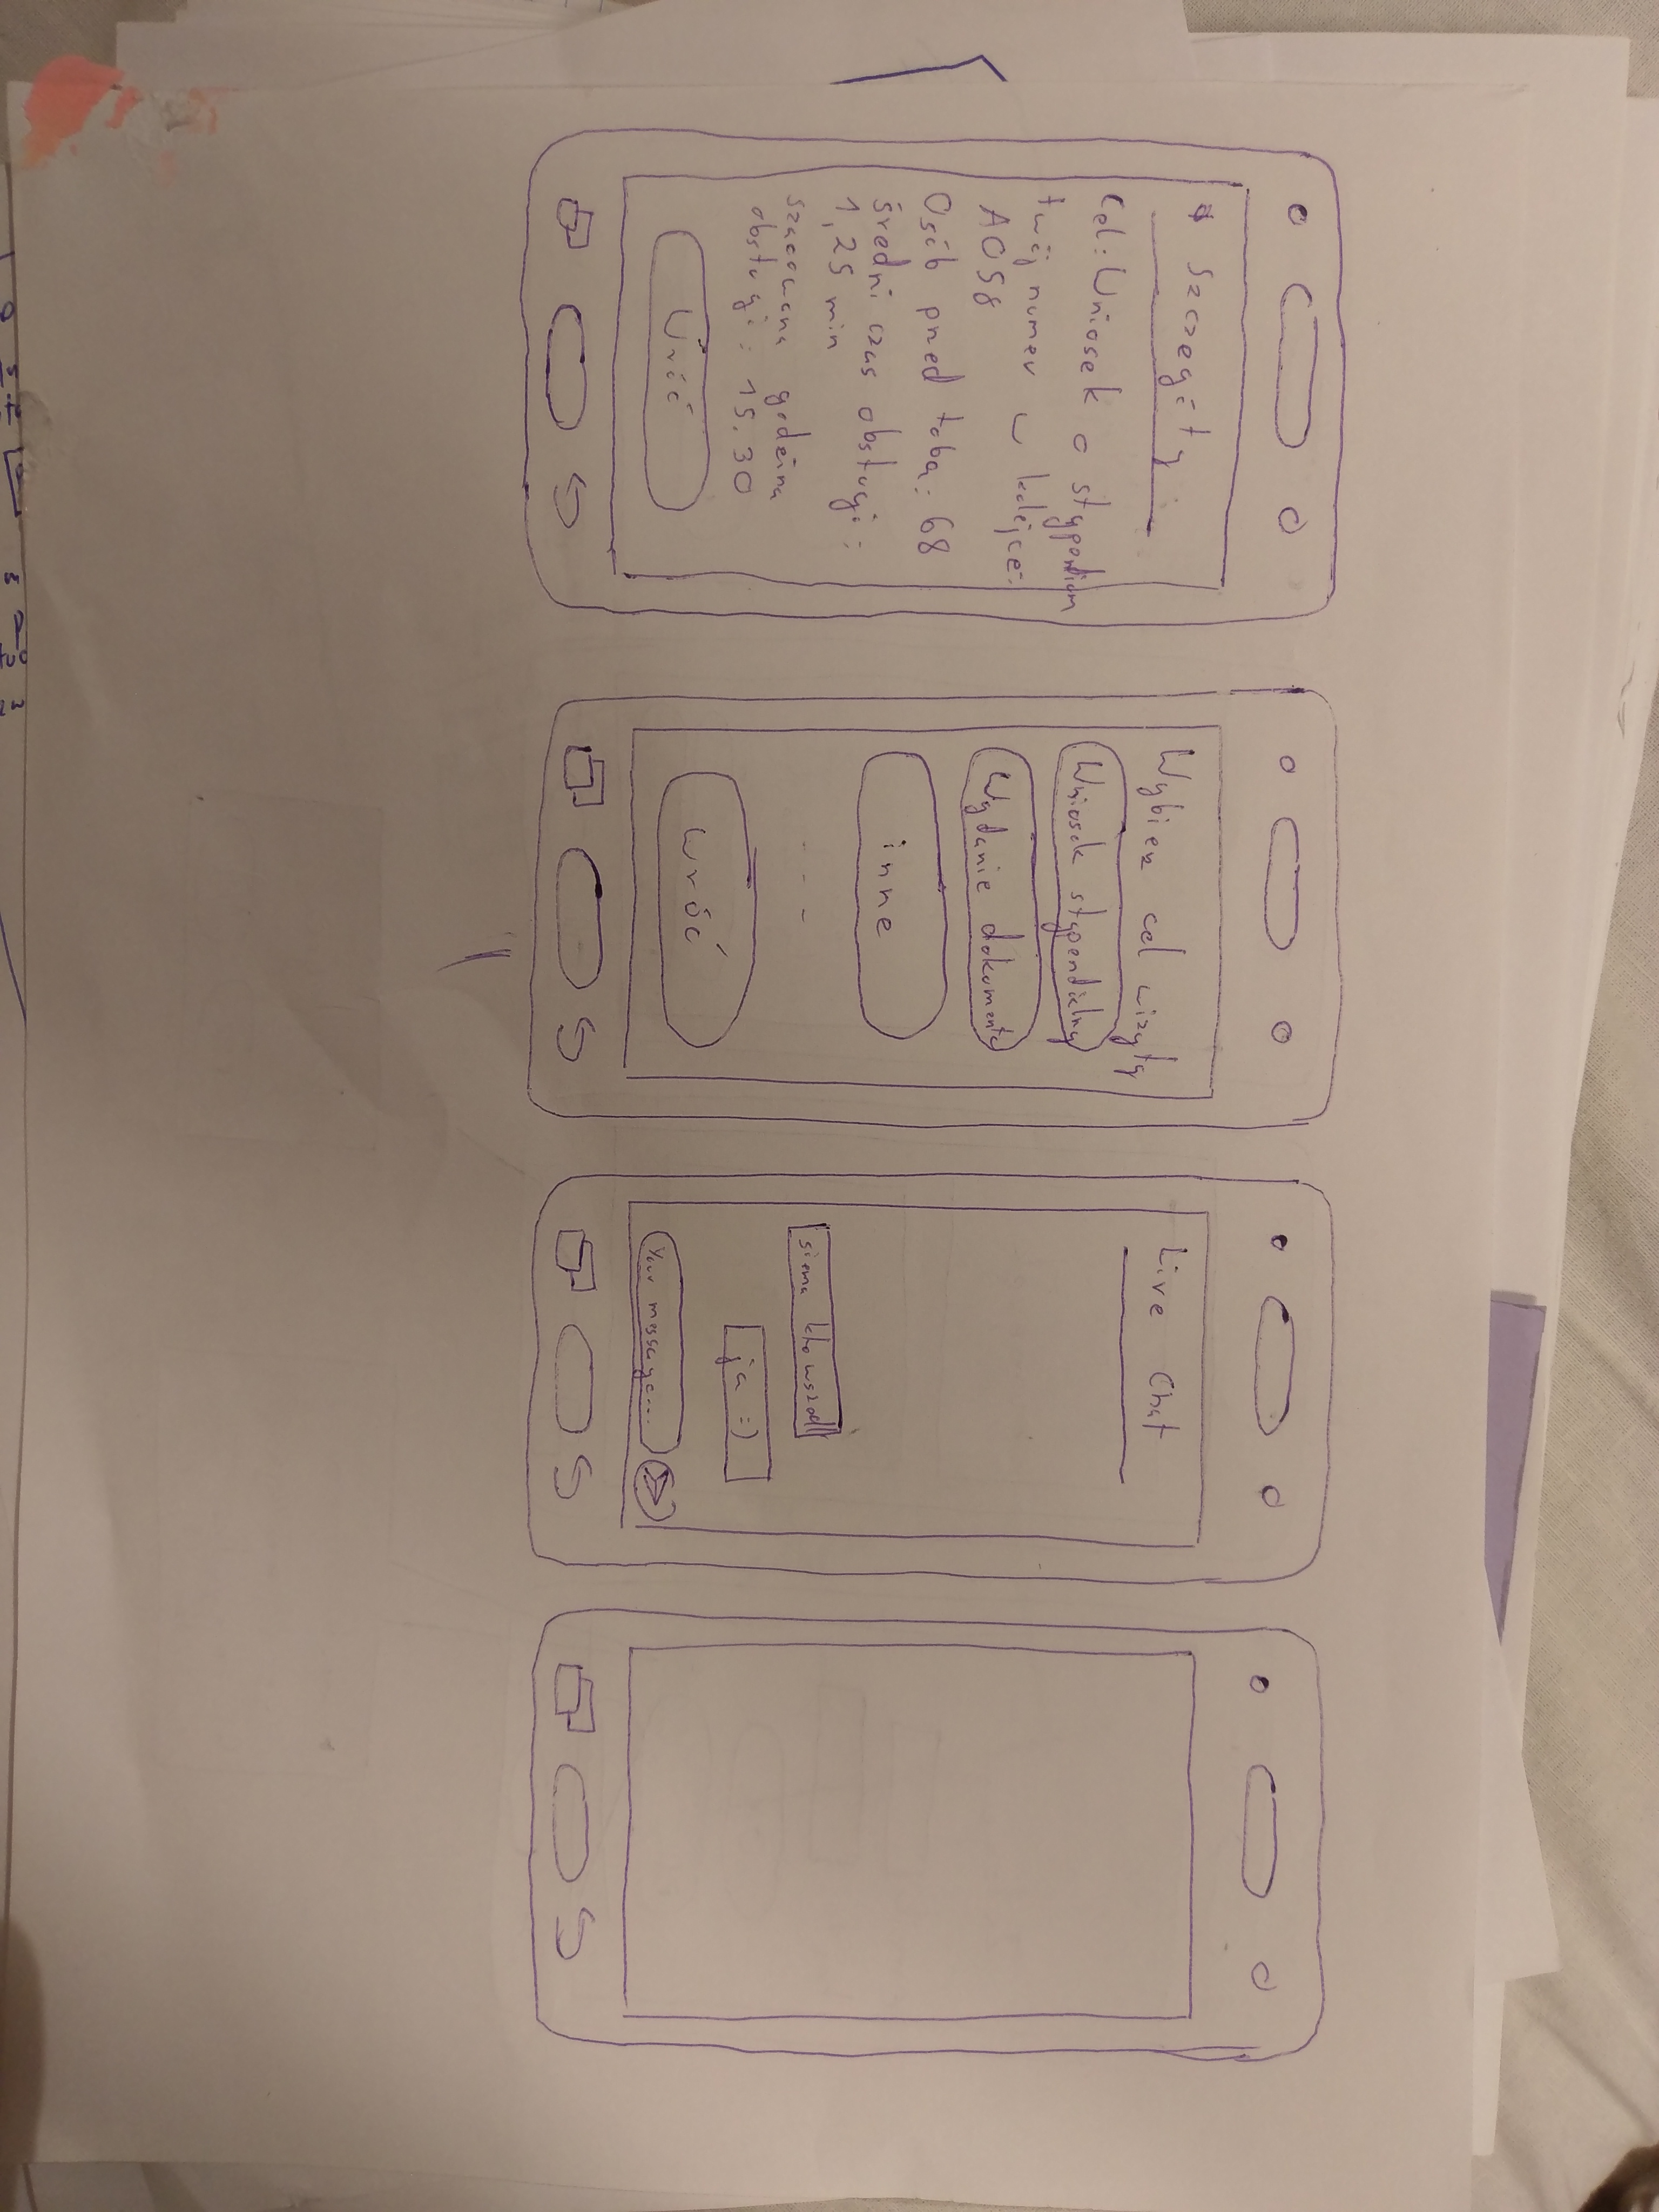 Szczegóły
Cel: Wniosek o stypendium
twój numer w kolejce:
A058
Osób pred tobą: 68
średni czas obsługi:
1,25 min
szacowana godzina
obsługi: 15.30
Wróć
Wybierz cel wizyty
Wniosek stypendialny
Wydanie dokumentu
inne
...
wróć
Live Chat
siema kto wszedł
ja :)
Your message....